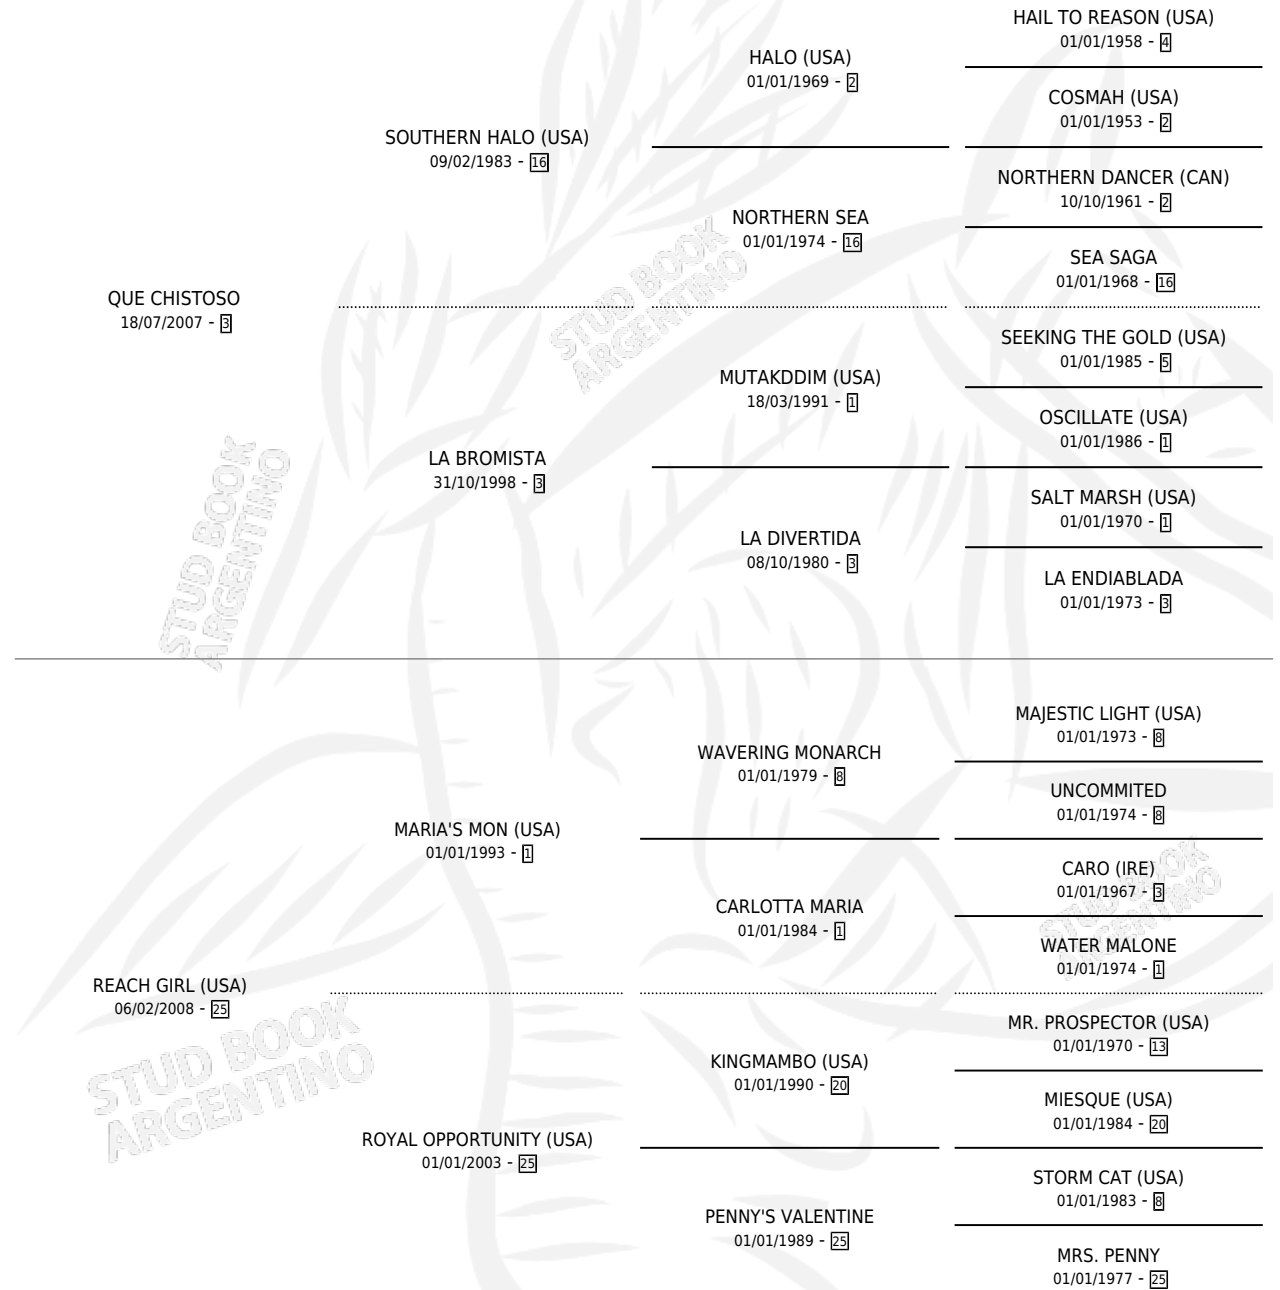 HAIL TO REASON (USA)
01/01/1958 - 4
HALO (USA)
01/01/1969 - 2
COSMAH (USA)
01/01/1953 - 2
SOUTHERN HALO (USA)
09/02/1983 - 16
NORTHERN DANCER (CAN)
10/10/1961 - 2
NORTHERN SEA
01/01/1974 - 16
SEA SAGA
01/01/1968 - 16
STUD BOOK
ARGENTINO
QUE CHISTOSO
18/07/2007 - 3
SEEKING THE GOLD (USA)
01/01/1985 - 5
MUTAKDDIM (USA)
18/03/1991 - 1
OSCILLATE (USA)
01/01/1986 - 1
LA BROMISTA
31/10/1998 - 3
SALT MARSH (USA)
01/01/1970 - 1
LA DIVERTIDA
08/10/1980 - 3
LA ENDIABLADA
01/01/1973 - 3
STUD BOOK
ARGENTINO
MAJESTIC LIGHT (USA)
01/01/1973 - 8
WAVERING MONARCH
01/01/1979 - 8
UNCOMMITED
01/01/1974 - 8
MARIA'S MON (USA)
01/01/1993 - 1
CARO (IRE)
01/01/1967 - 3
CARLOTTA MARIA
01/01/1984 - 1
WATER MALONE
01/01/1974 - 1
STUD BOOK
ARGENTINO
REACH GIRL (USA)
06/02/2008 - 25
STUD BOOK
ARGENTINO
MR. PROSPECTOR (USA)
01/01/1970 - 13
KINGMAMBO (USA)
01/01/1990 - 20
MIESQUE (USA)
01/01/1984 - 20
ROYAL OPPORTUNITY (USA)
01/01/2003 - 25
STORM CAT (USA)
01/01/1983 - 8
PENNY'S VALENTINE
01/01/1989 - 25
MRS. PENNY
01/01/1977 - 25